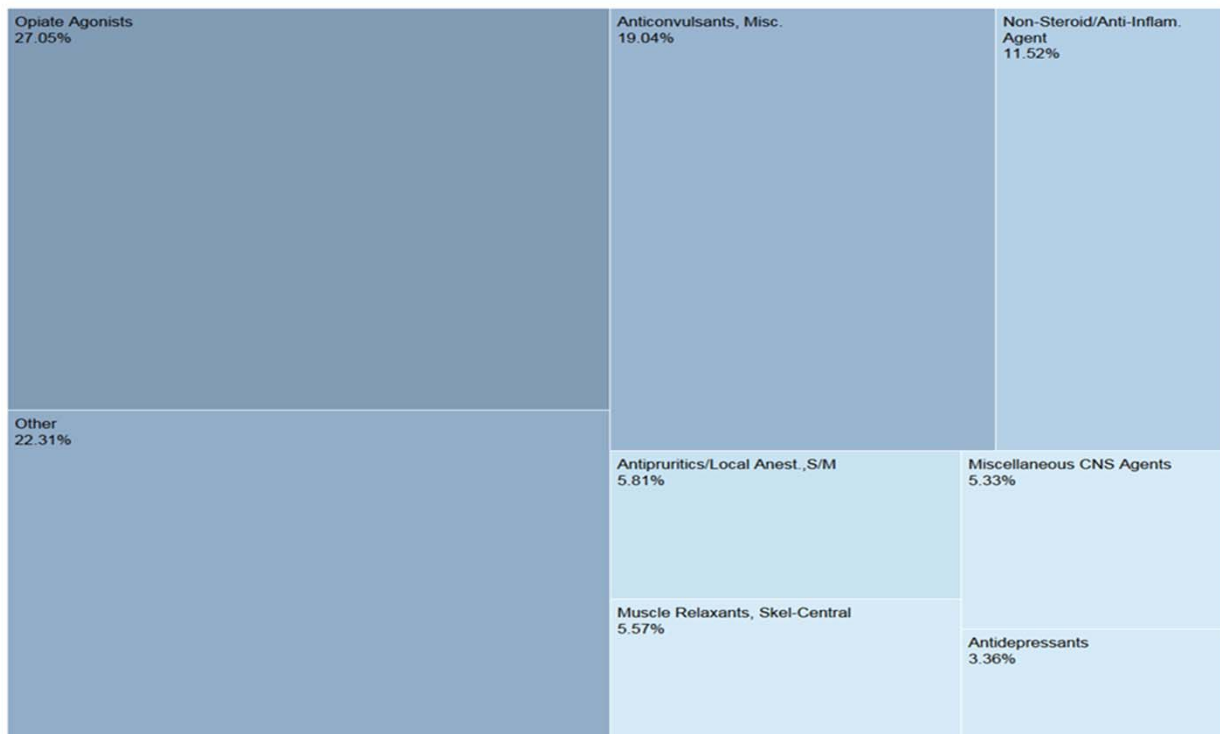 Opiate Agonists
27.05%
Anticonvulsants, Misc.
19.04%
Non-Steroid/Anti-Inflam.
Agent
11.52%
Other
22.31%
Antipruritics/Local Anest.,S/M
5.81%
Miscellaneous CNS Agents
5.33%
Muscle Relaxants, Skel-Central
5.57%
Antidepressants
3.36%